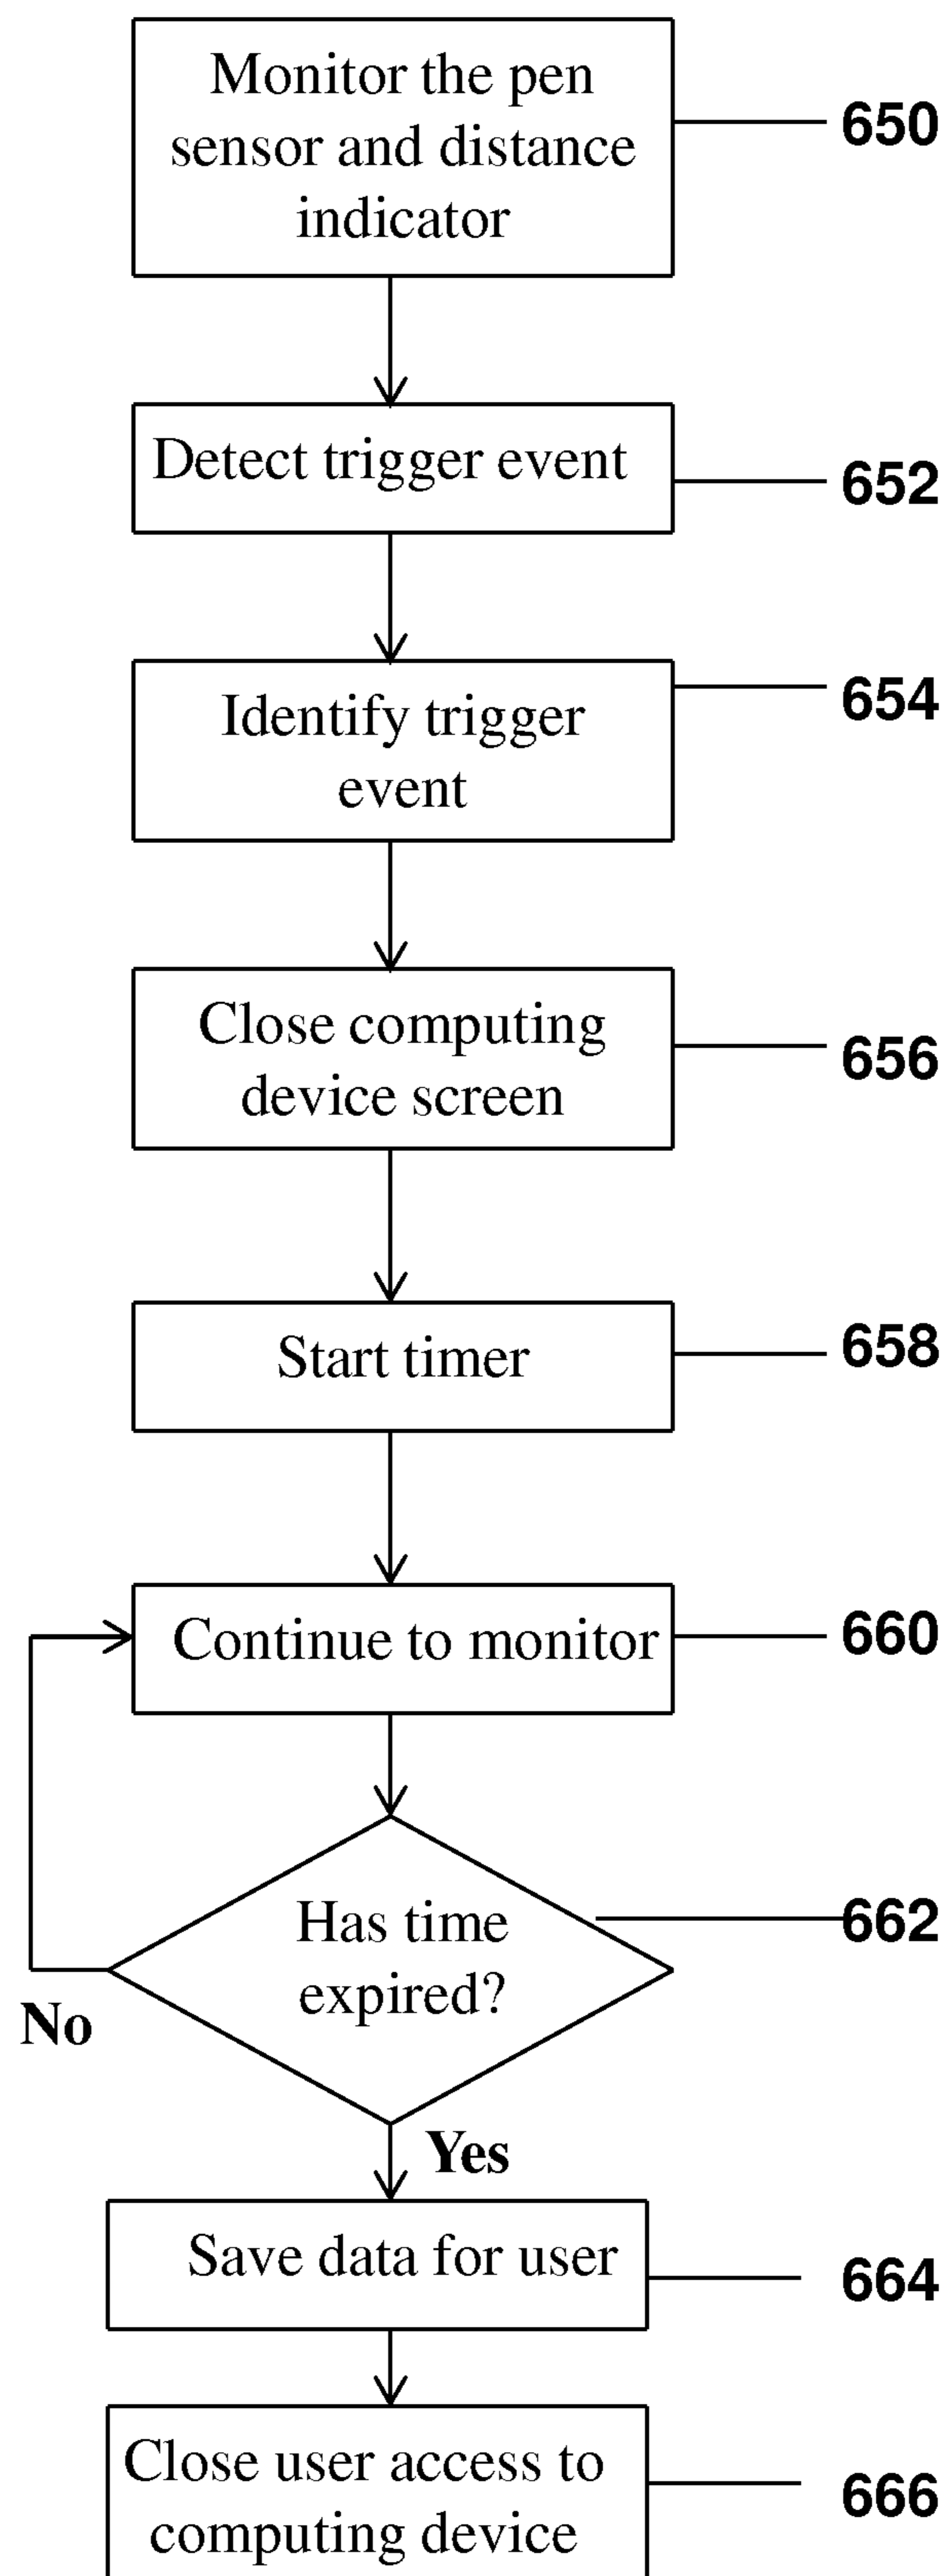 Monitor the pen
sensor and distance
indicator
650
Detect trigger event
652
Identify trigger
event
654
Close computing
device screen
656
Start timer
658
Continue to monitor
660
Has time
expired?
662
No
Yes
Save data for user
664
Close user access to
computing device
666